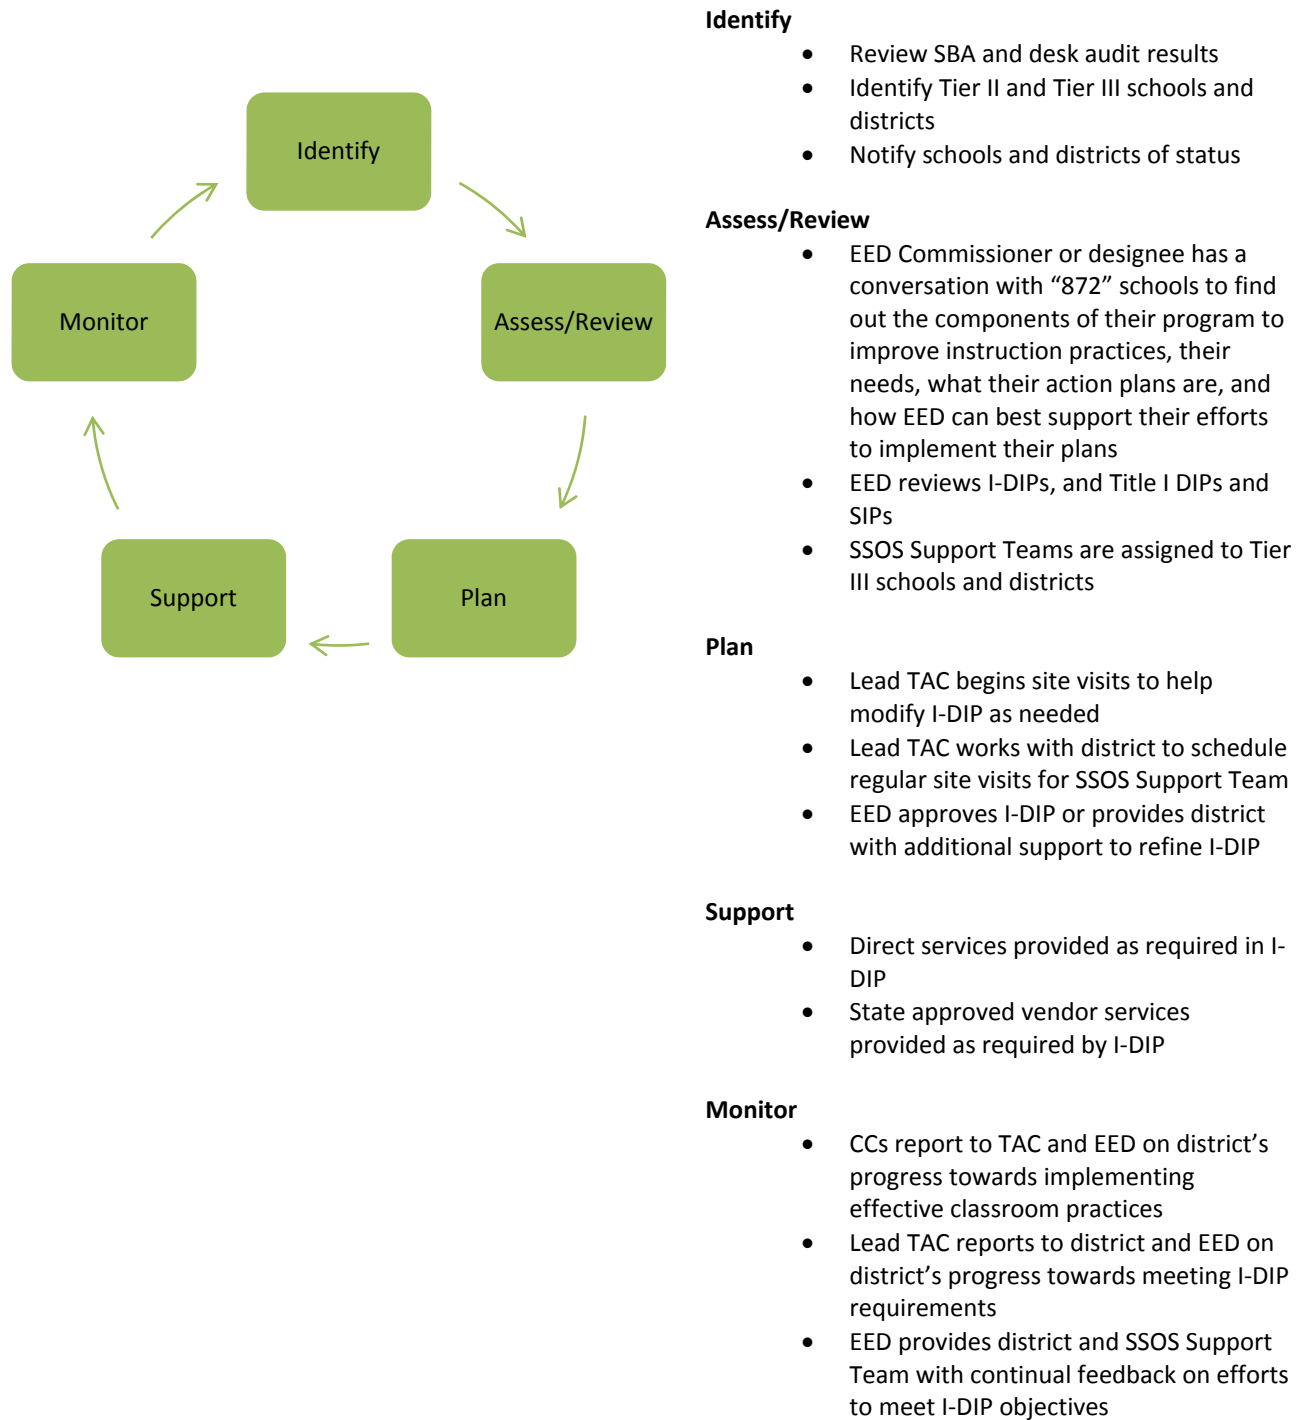 Identify
Assess/Review
Plan
Support
Monitor
Identify
• Review SBA and desk audit results
• Identify Tier II and Tier III schools and
districts
• Notify schools and districts of status
Assess/Review
• EED Commissioner or designee has a
conversation with “872” schools to find
out the components of their program to
improve instruction practices, their
needs, what their action plans are, and
how EED can best support their efforts
to implement their plans
• EED reviews I-DIPs, and Title I DIPs and
SIPs
• SSOS Support Teams are assigned to Tier
III schools and districts
Plan
• Lead TAC begins site visits to help
modify I-DIP as needed
• Lead TAC works with district to schedule
regular site visits for SSOS Support Team
• EED approves I-DIP or provides district
with additional support to refine I-DIP
Support
• Direct services provided as required in I-
DIP
• State approved vendor services
provided as required by I-DIP
Monitor
• CCs report to TAC and EED on district’s
progress towards implementing
effective classroom practices
• Lead TAC reports to district and EED on
district’s progress towards meeting I-DIP
requirements
• EED provides district and SSOS Support
Team with continual feedback on efforts
to meet I-DIP objectives